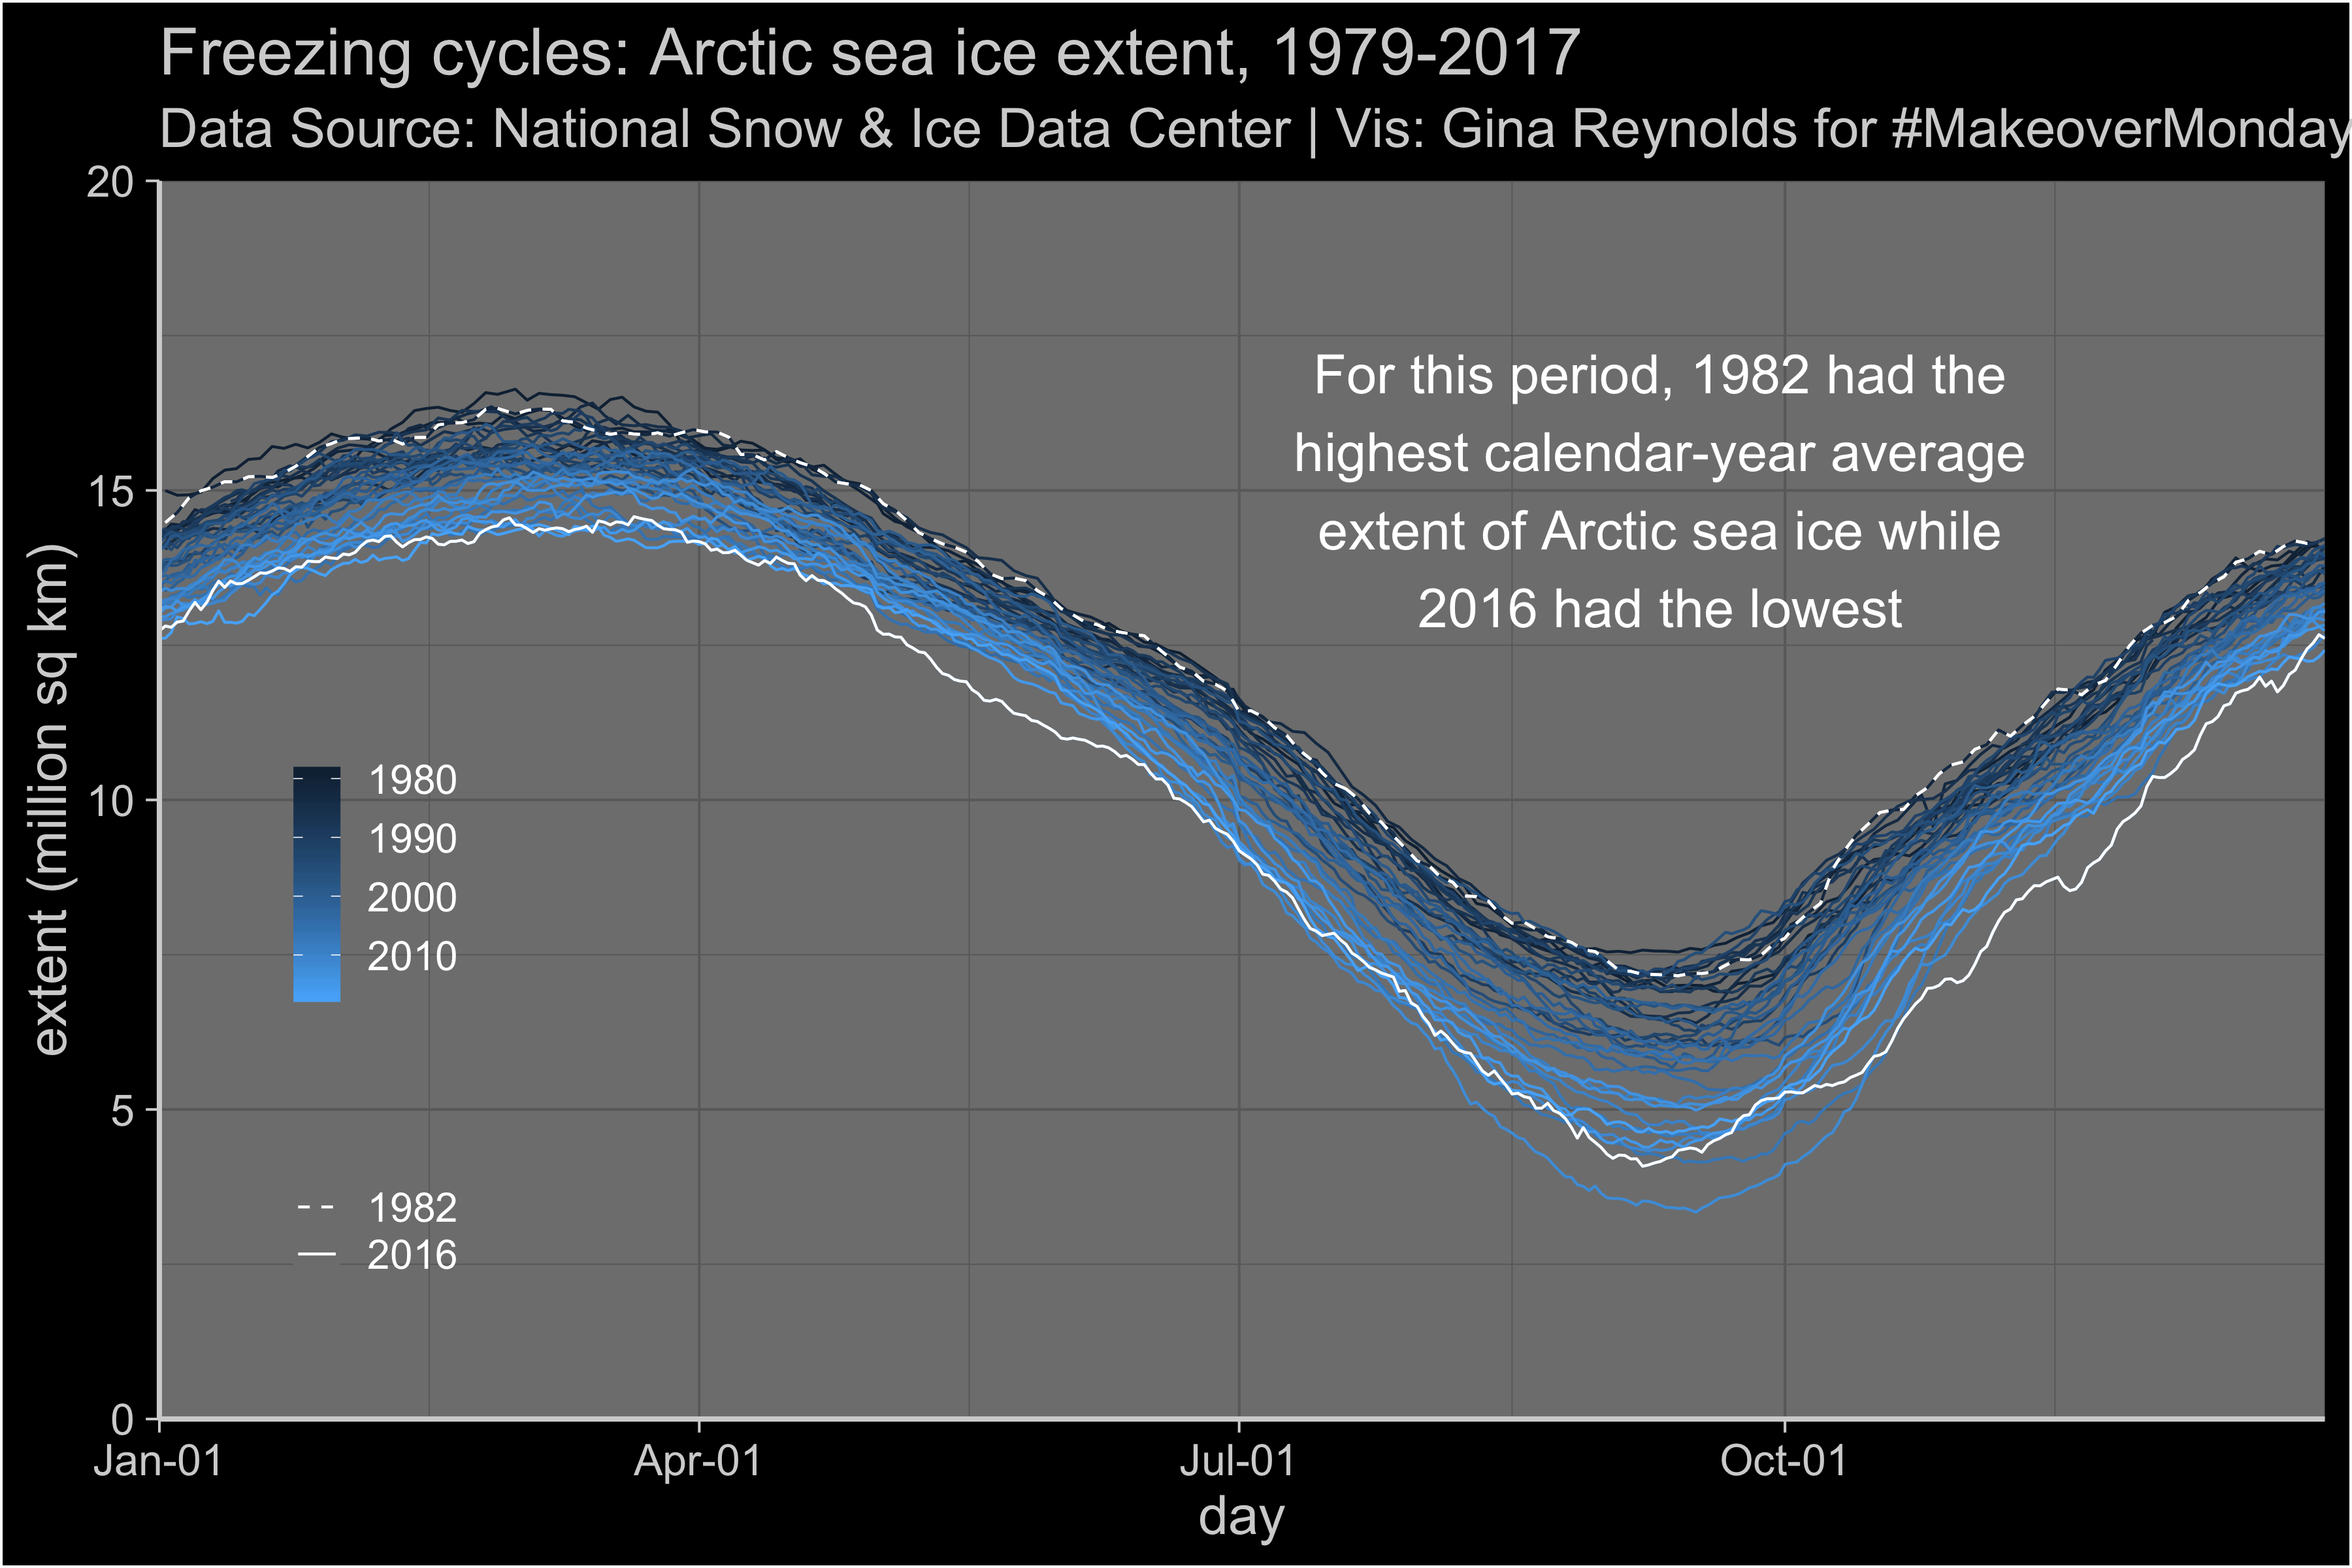 Freezing cycles: Arctic sea ice extent, 1979-2017
Data Source: National Snow & Ice Data Center | Vis: Gina Reynolds for #MakeoverMonday
20
15
10
5
0
extent (million sq km)
For this period, 1982 had the
highest calendar-year average
extent of Arctic sea ice while
2016 had the lowest
1980
1990
2000
2010
1982
2016
Jan-01
Apr-01
Jul-01
Oct-01
day